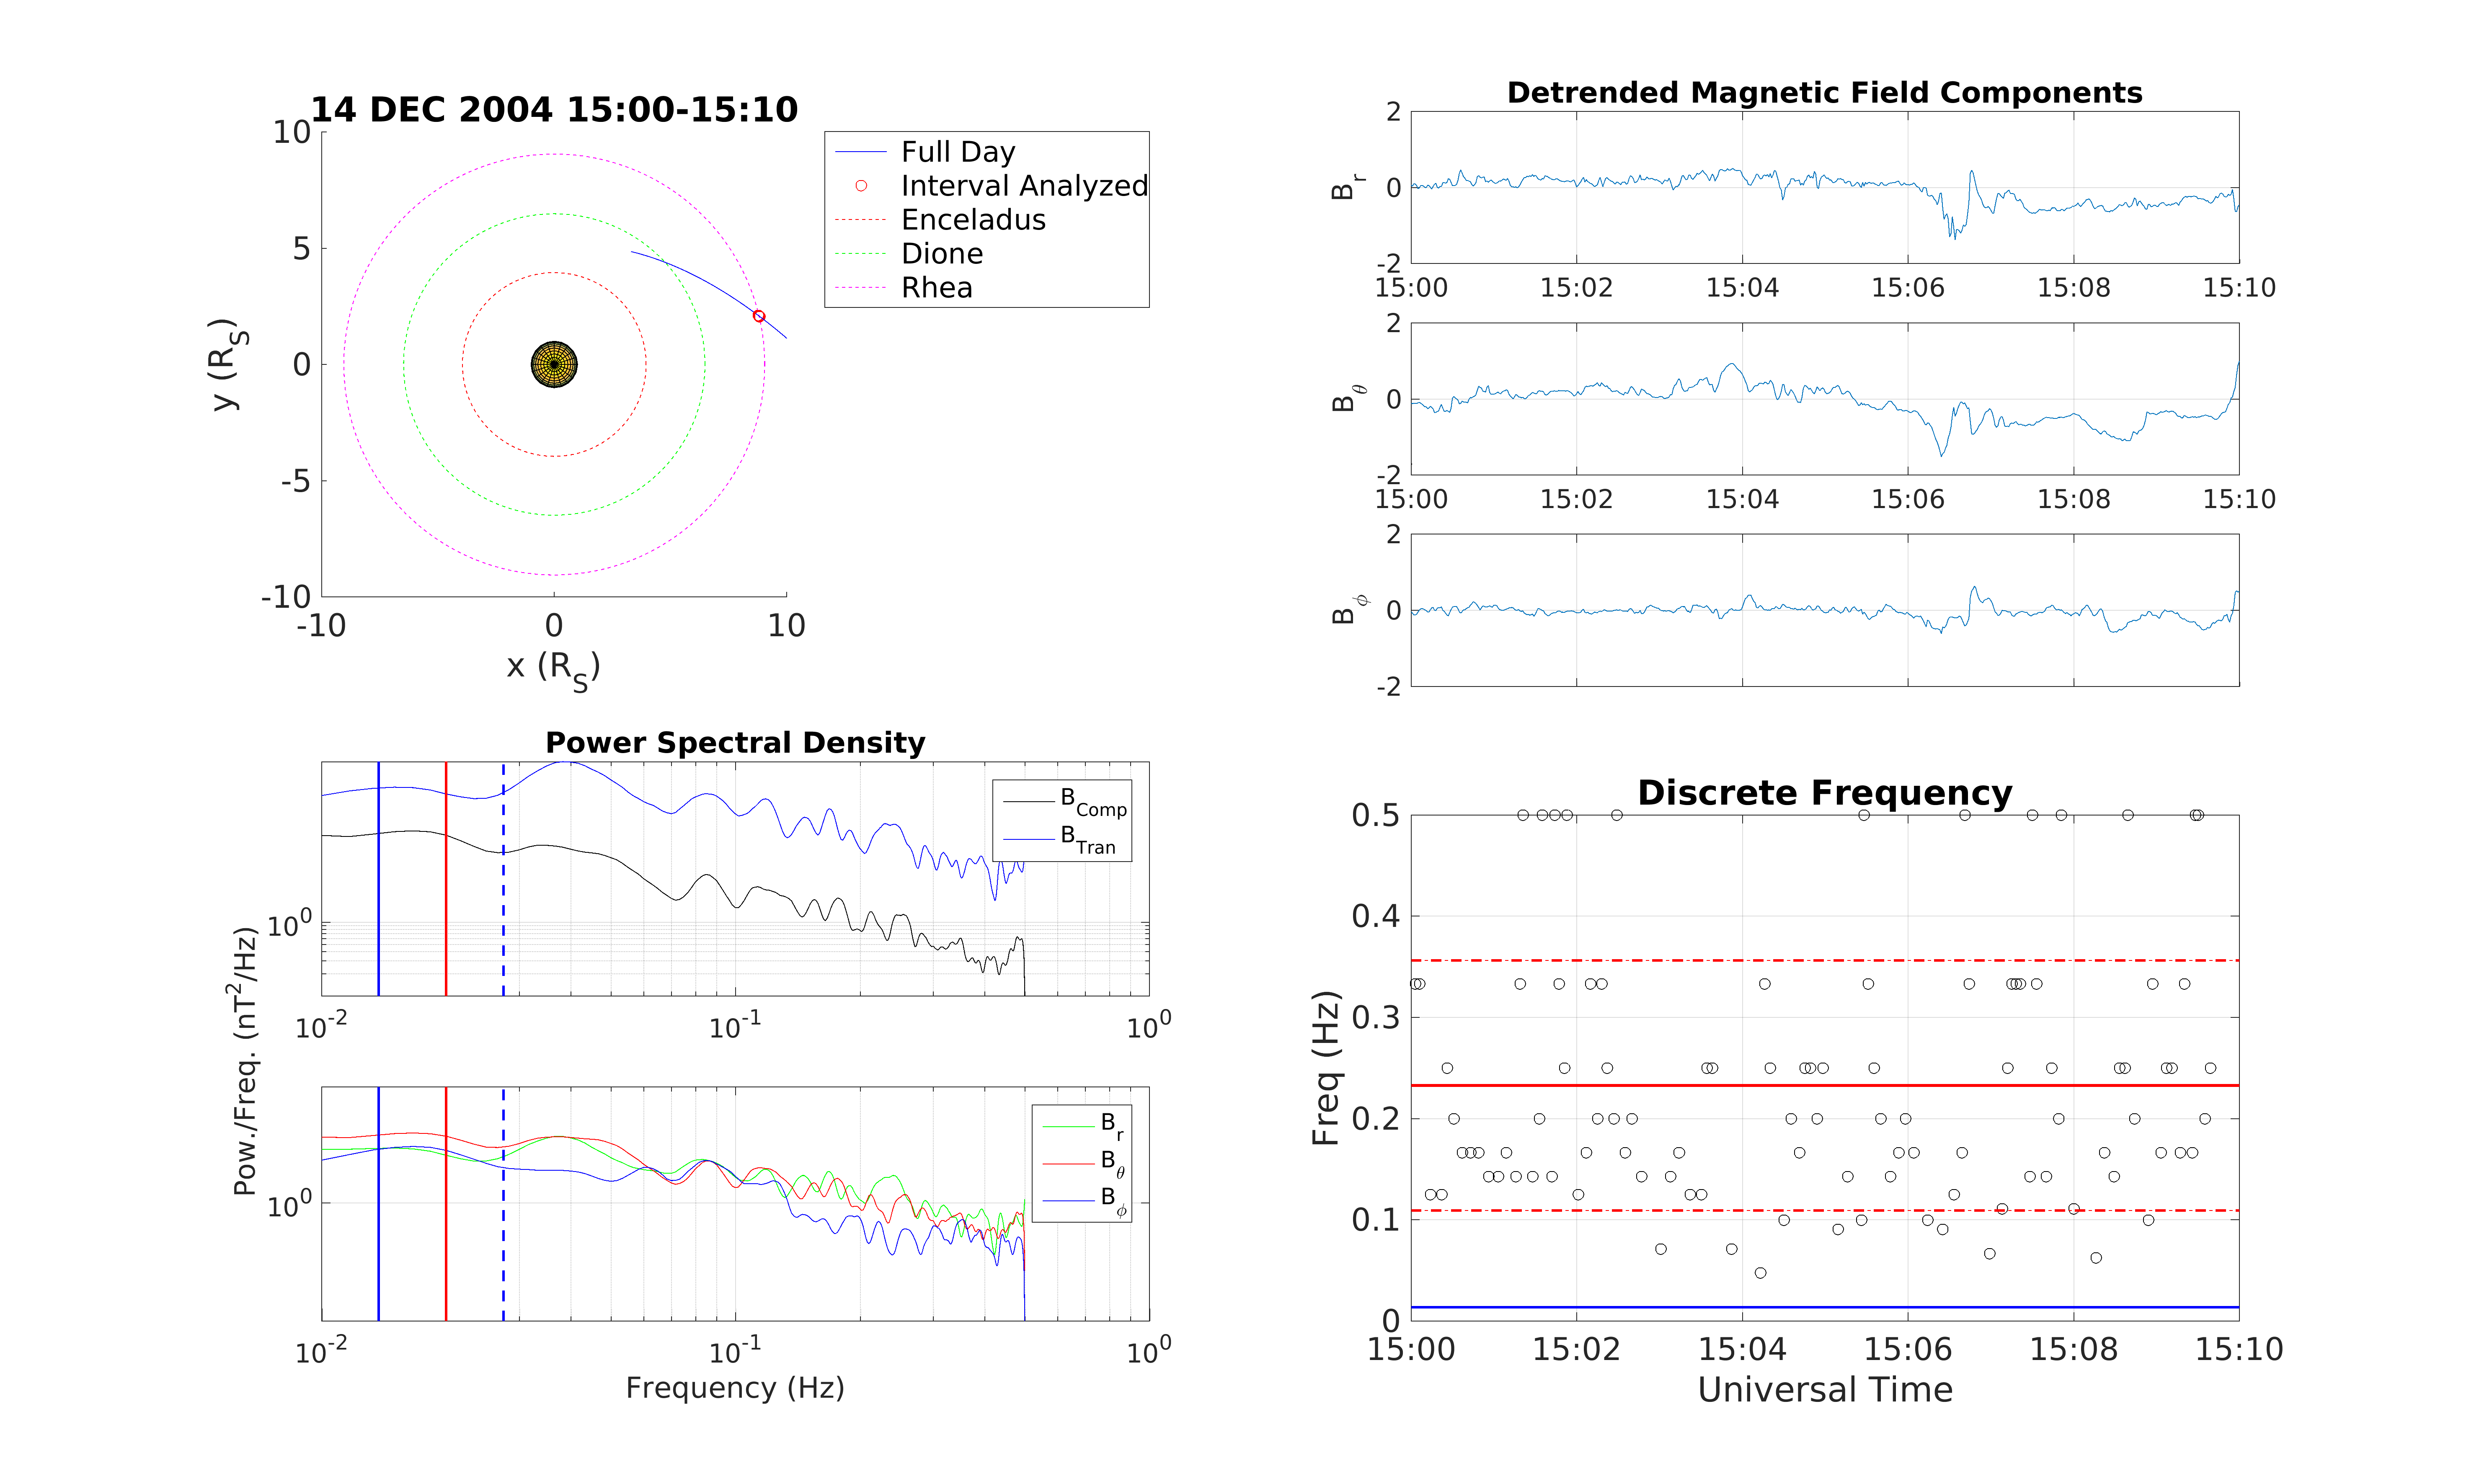 14 DEC 2004 15:00-15:10
10
5
0
-5
-10
-10 0 10
y (R_S)
x (R_S)
Full Day
Interval Analyzed
Enceladus
Dione
Rhea
Detrended Magnetic Field Components
2
0
-2
B_r
15:00 15:02 15:04 15:06 15:08 15:10
2
0
-2
B_θ
15:00 15:02 15:04 15:06 15:08 15:10
2
0
-2
B_ϕ
Power Spectral Density
B_Comp
B_Tran
10^0
10^-2 10^-1 10^0
Pow./Freq. (nT^2/Hz)
B_r
B_θ
B_ϕ
10^0
10^-2 10^-1 10^0
Frequency (Hz)
Discrete Frequency
0.5
0.4
0.3
0.2
0.1
0
Freq (Hz)
15:00 15:02 15:04 15:06 15:08 15:10
Universal Time